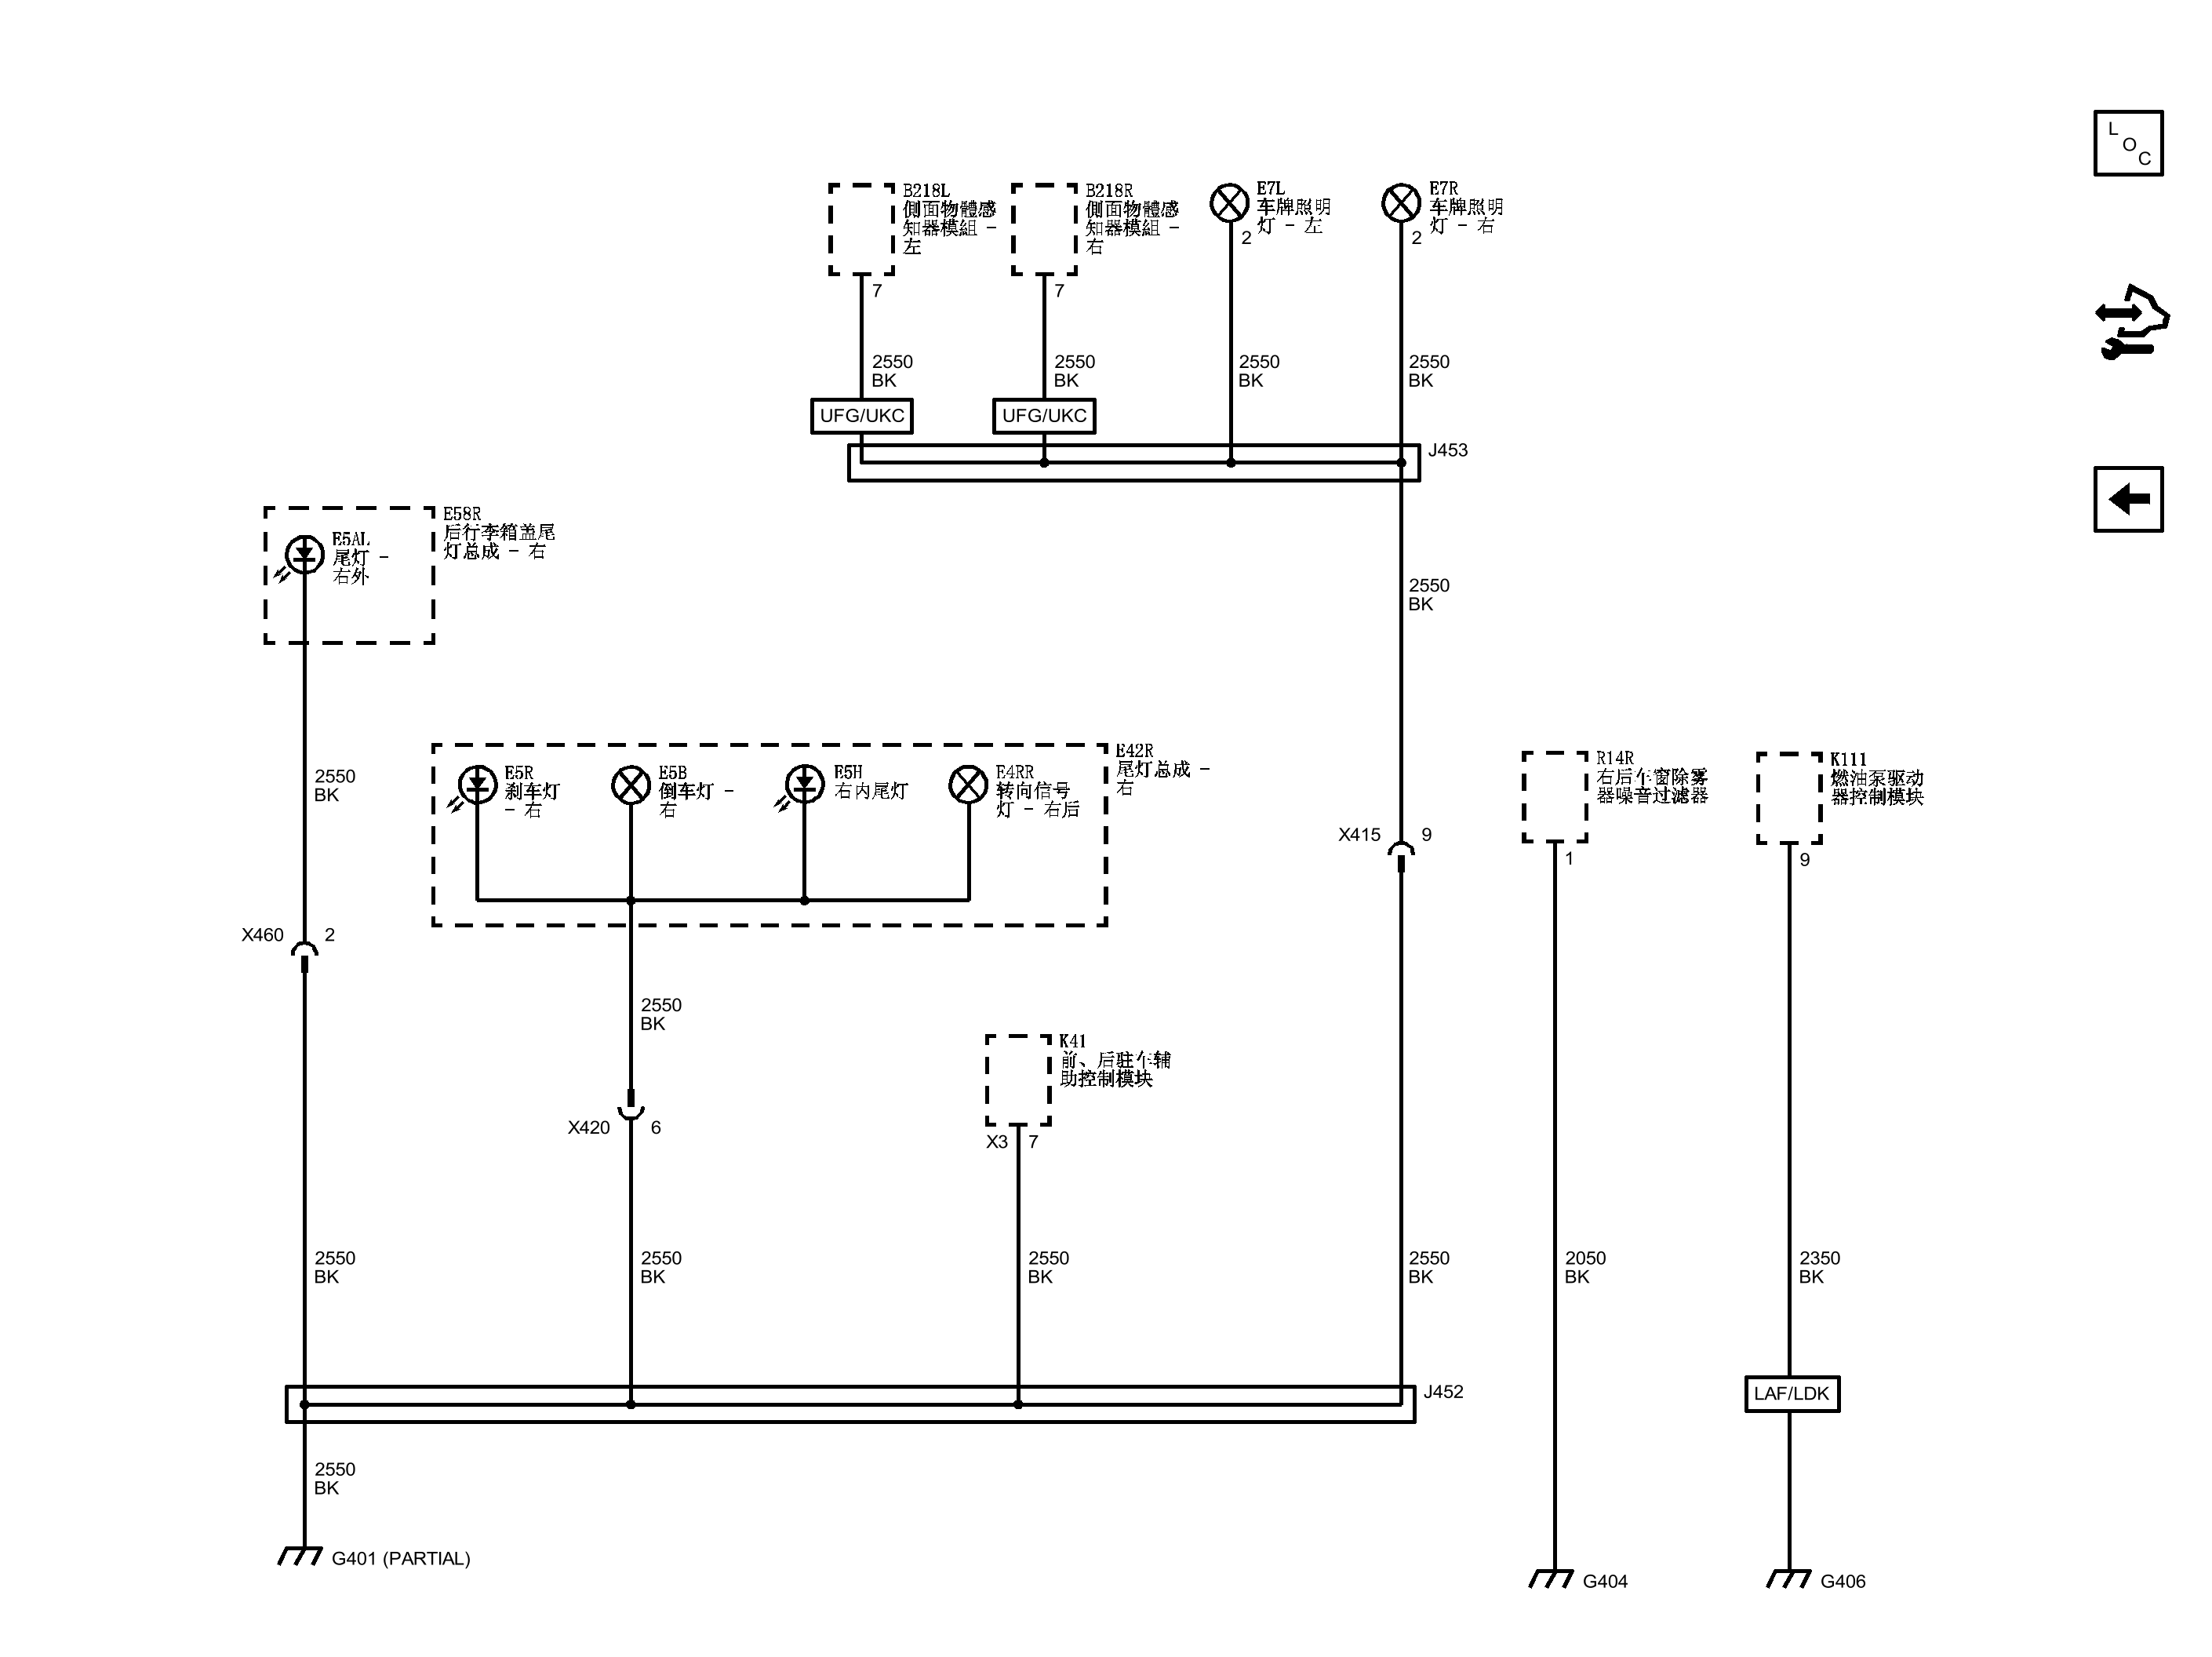 L
O
C
B218L
侧面物體感
知器模組 -
左
7
2550
BK
UFG/UKC
B218R
侧面物體感
知器模組 -
右
7
2550
BK
UFG/UKC
E7L
车牌照明
灯 - 左
2
2550
BK
E7R
车牌照明
灯 - 右
2
2550
BK
J453
2550
BK
E58R
后行李箱盖尾
灯总成 - 右
E5AL
尾灯 -
右外
2550
BK
X460
2
E42R
尾灯总成 -
右
E5R
刹车灯
- 右
E5B
倒车灯 -
右
E5H
右内尾灯
E4RR
转向信号
灯 - 右后
2550
BK
X420
6
K41
前、后驻车辅
助控制模块
X3
7
X415
9
R14R
右后车窗除雾
器噪音过滤器
1
K111
燃油泵驱动
器控制模块
9
2550
BK
2550
BK
2550
BK
2550
BK
2050
BK
2350
BK
J452
LAF/LDK
2550
BK
G401 (PARTIAL)
G404
G406